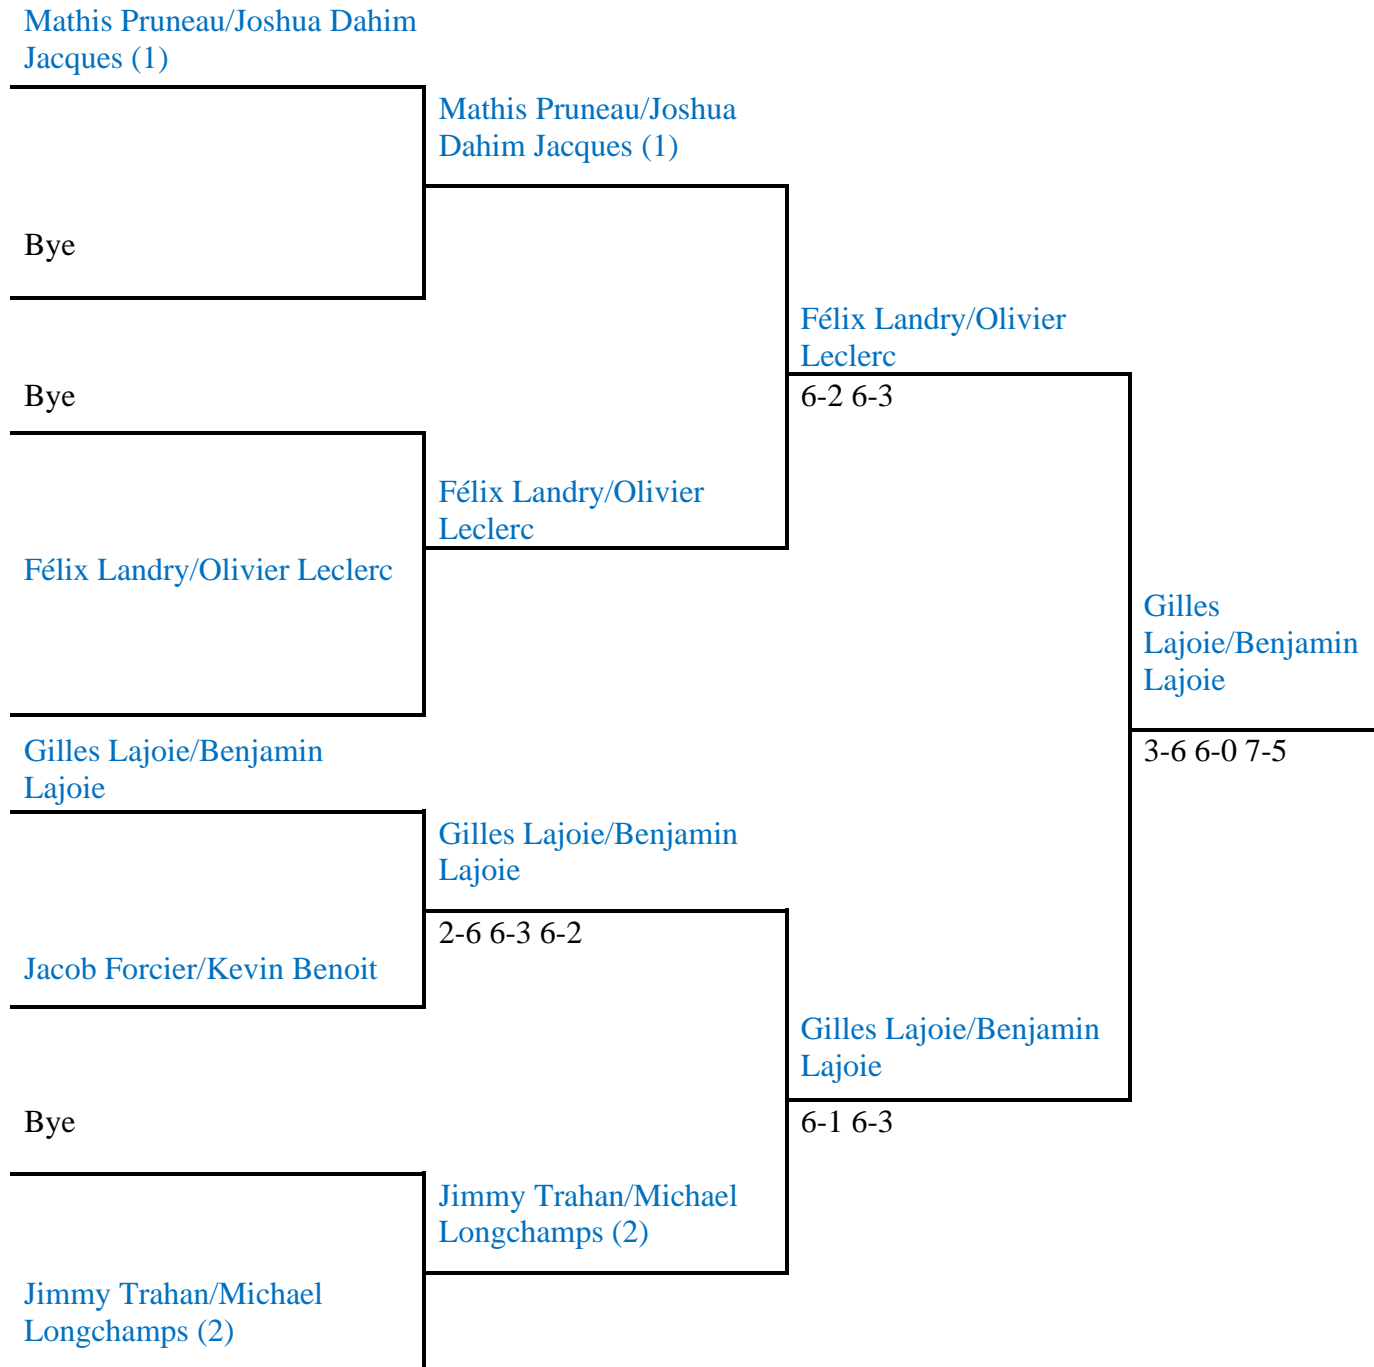 Mathis Pruneau/Joshua Dahim
Jacques (1)
Mathis Pruneau/Joshua
Dahim Jacques (1)
Bye
Félix Landry/Olivier
Leclerc
Bye
6-2 6-3
Félix Landry/Olivier
Leclerc
Félix Landry/Olivier Leclerc
Gilles
Lajoie/Benjamin
Lajoie
Gilles Lajoie/Benjamin
Lajoie
3-6 6-0 7-5
Gilles Lajoie/Benjamin
Lajoie
2-6 6-3 6-2
Jacob Forcier/Kevin Benoit
Gilles Lajoie/Benjamin
Lajoie
Bye
6-1 6-3
Jimmy Trahan/Michael
Longchamps (2)
Jimmy Trahan/Michael
Longchamps (2)